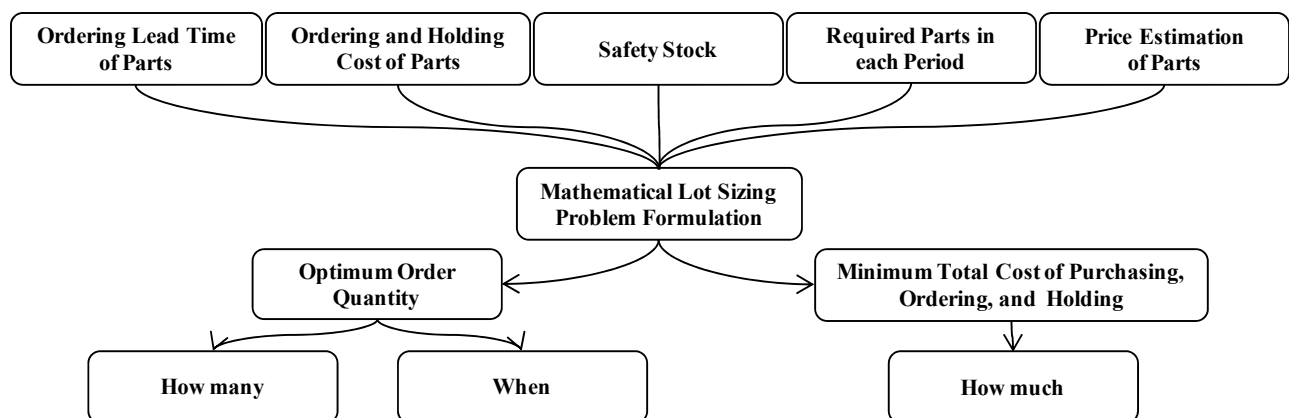 Ordering Lead Time
of Parts
Ordering and Holding
Cost of Parts
Safety Stock
Required Parts in
each Period
Price Estimation
of Parts
Mathematical Lot Sizing
Problem Formulation
Optimum Order
Quantity
Minimum Total Cost of Purchasing,
Ordering, and Holding
How many
When
How much